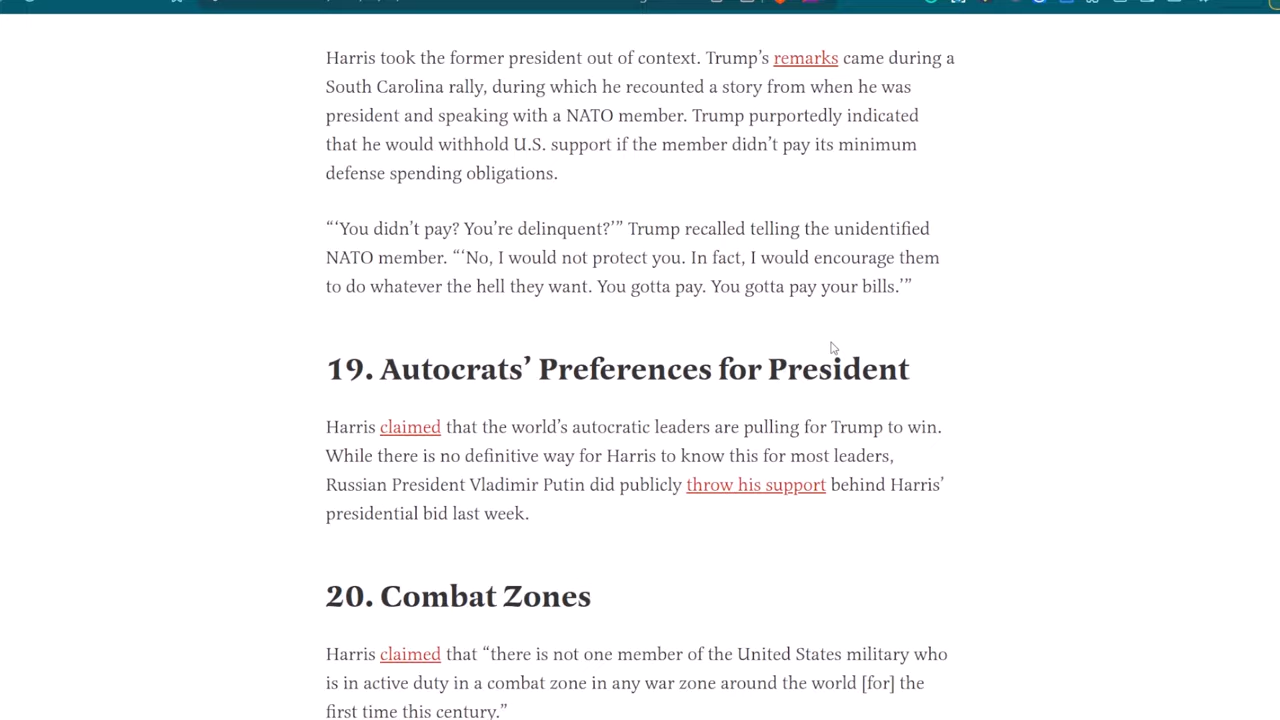 Harris took the former president out of context. Trump’s remarks came during a
South Carolina rally, during which he recounted a story from when he was
president and speaking with a NATO member. Trump purportedly indicated
that he would withhold U.S. support if the member didn’t pay its minimum
defense spending obligations.
“‘You didn’t pay? You’re delinquent?’” Trump recalled telling the unidentified
NATO member. “‘No, I would not protect you. In fact, I would encourage them
to do whatever the hell they want. You gotta pay. You gotta pay your bills.’”
19. Autocrats’ Preferences for President
Harris claimed that the world’s autocratic leaders are pulling for Trump to win.
While there is no definitive way for Harris to know this for most leaders,
Russian President Vladimir Putin did publicly throw his support behind Harris’
presidential bid last week.
20. Combat Zones
Harris claimed that “there is not one member of the United States military who
is in active duty in a combat zone in any war zone around the world [for] the
first time this century.”